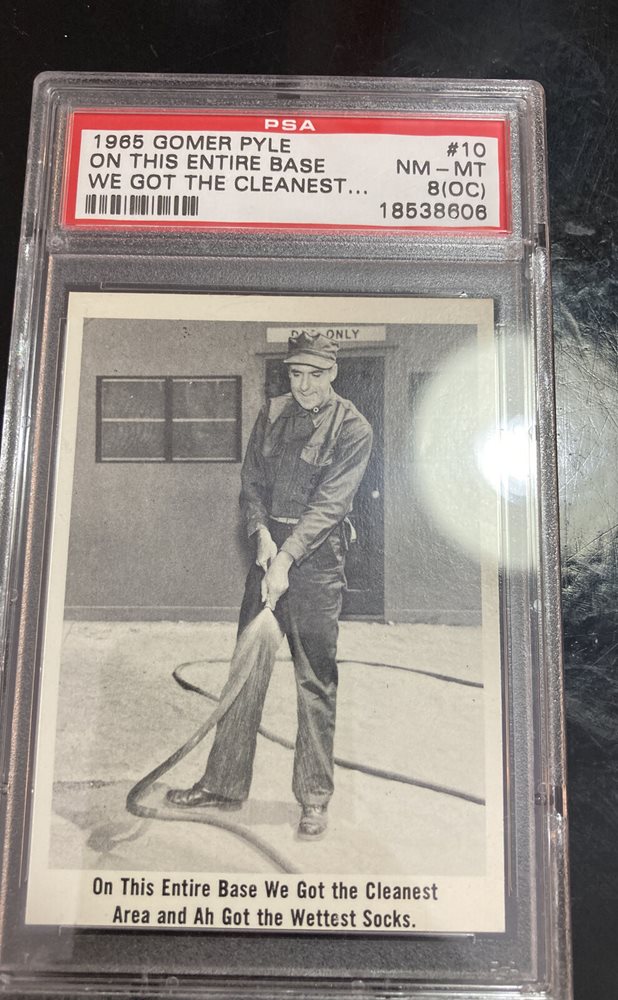 PSA
1965 GOMER PYLE #10
ON THIS ENTIRE BASE NM - MT
WE GOT THE CLEANEST... 8(OC)
18538606
ONLY
On This Entire Base We Got the Cleanest
Area and Ah Got the Wettest Socks.